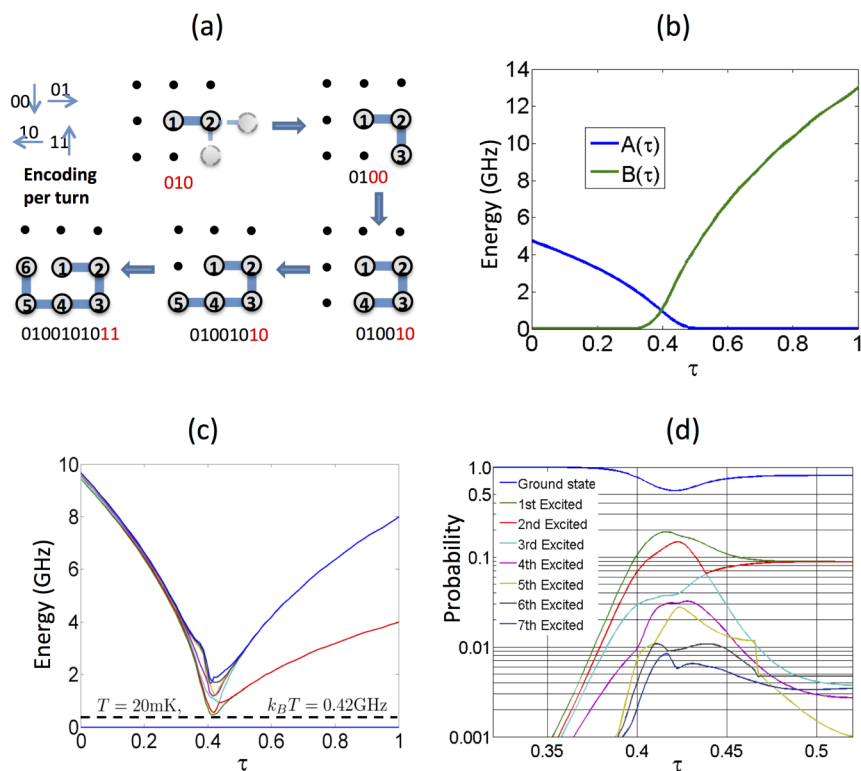 (a)
00 01
10 11
Encoding
per turn
1 2
010
1 2
3
0100
6 1 2
5 4 3
010010101011
1 2
5 4 3
01001010
1 2
4 3
010010
(b)
14
12
10
8
6
4
2
0
Energy (GHz)
A(τ)
B(τ)
0 0.2 0.4 0.6 0.8 1
τ
(c)
10
8
6
4
2
0
Energy (GHz)
T = 20mK, k_BT = 0.42GHz
0 0.2 0.4 0.6 0.8 1
τ
(d)
1.0
0.5
0.1
0.01
0.001
Probability
Ground state
1st Excited
2nd Excited
3rd Excited
4th Excited
5th Excited
6th Excited
7th Excited
0.35 0.4 0.45 0.5
τ